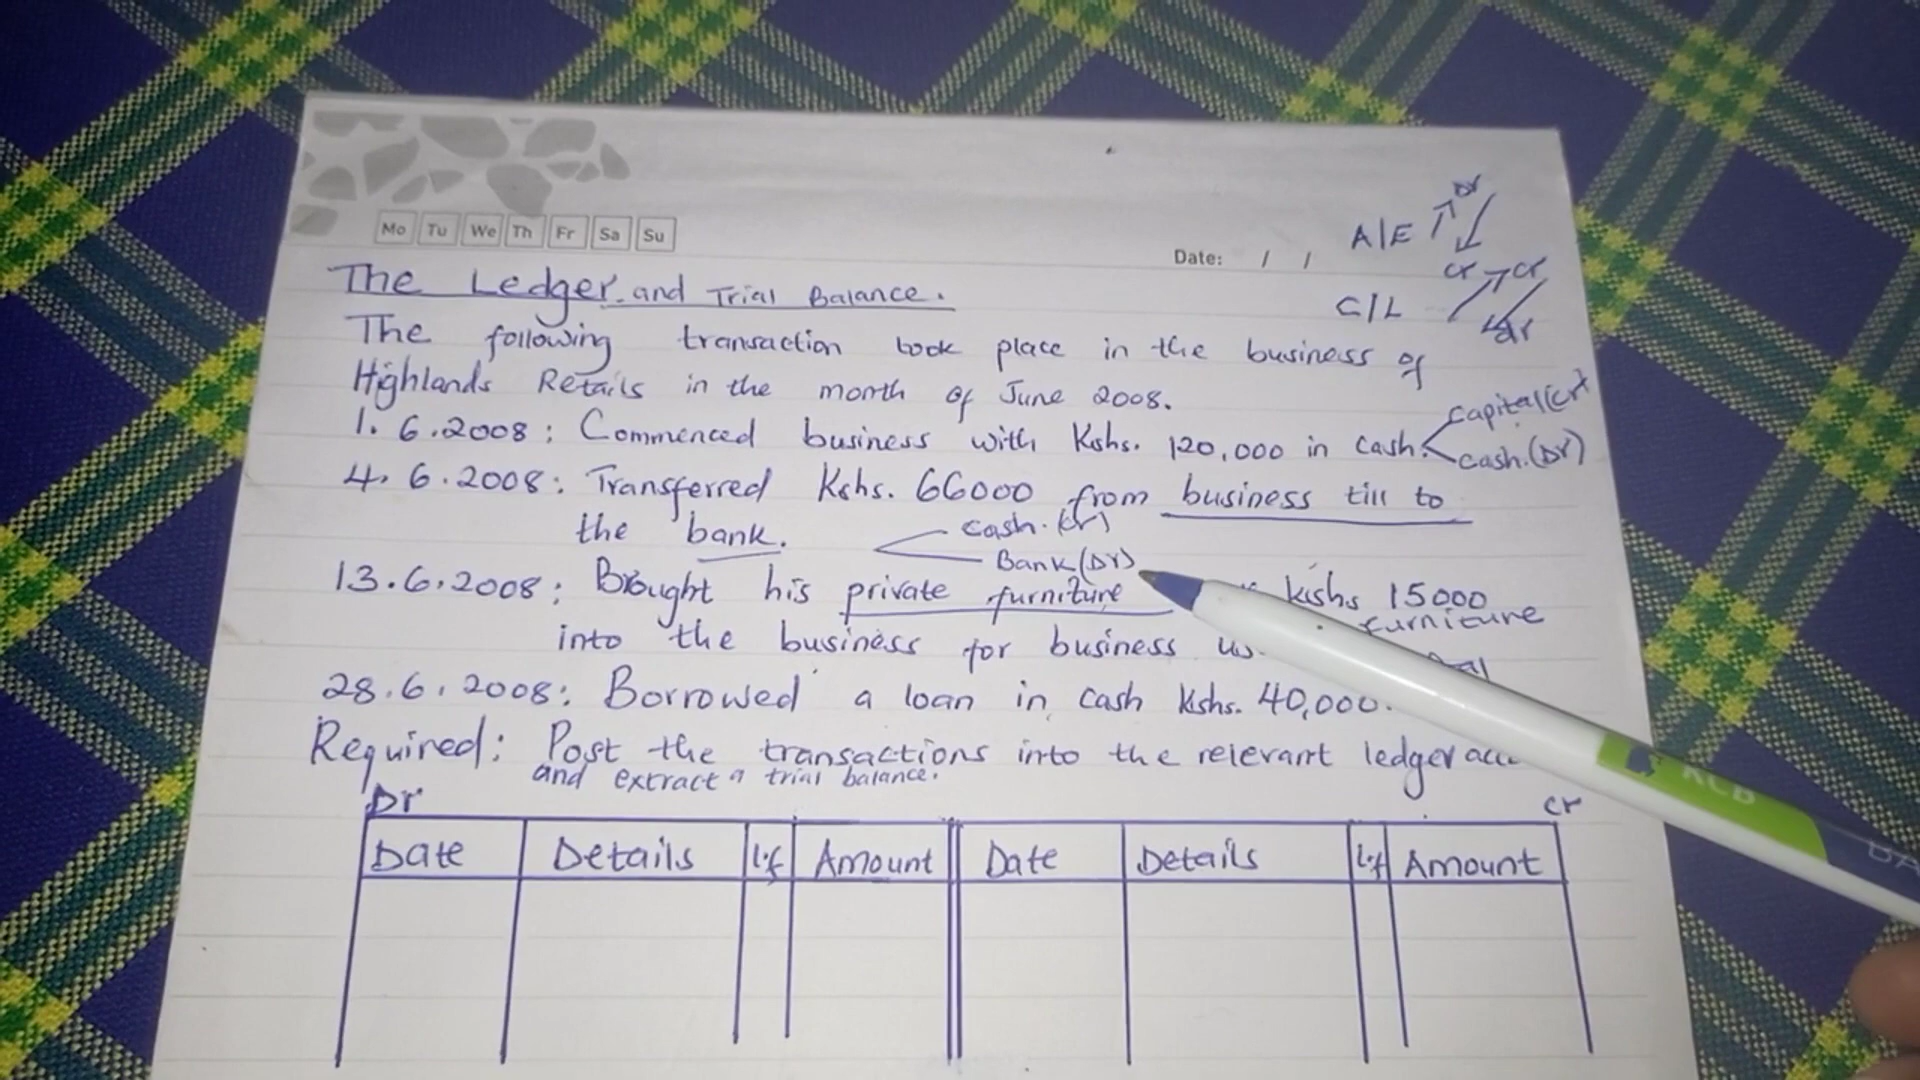 Mo Tu We Th Fr Sa Su
Date: / /
A/E Dr
Cr Cr
C/L
Dr
The Ledger and Trial Balance.
The following transaction took place in the business of
Highlands Retails in the month of June 2008.
1. 6.2008: Commenced business with Kshs. 120,000 in cash.
Capital(Cr)
Cash.(Dr)
4. 6.2008: Transferred Kshs. 66000 from business till to
the bank.
Cash.(Cr)
Bank(Dr)
13.6.2008: Brought his private furniture Kshs 15000
furniture
into the business for business
28.6.2008: Borrowed a loan in cash Kshs. 40,000.
Required: Post the transactions into the relevant ledger
and extract a trial balance.
Dr Cr
Date Details l.f Amount Date Details l.f Amount
KCB